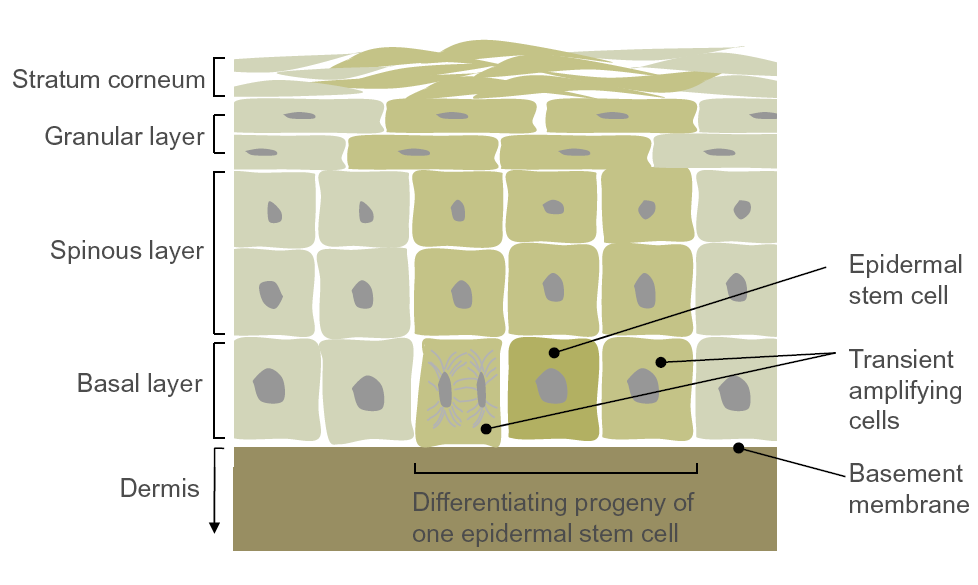 Stratum corneum
Granular layer
Spinous layer
Basal layer
Dermis
Epidermal
stem cell
Transient
amplifying
cells
Basement
membrane
Differentiating progeny of
one epidermal stem cell